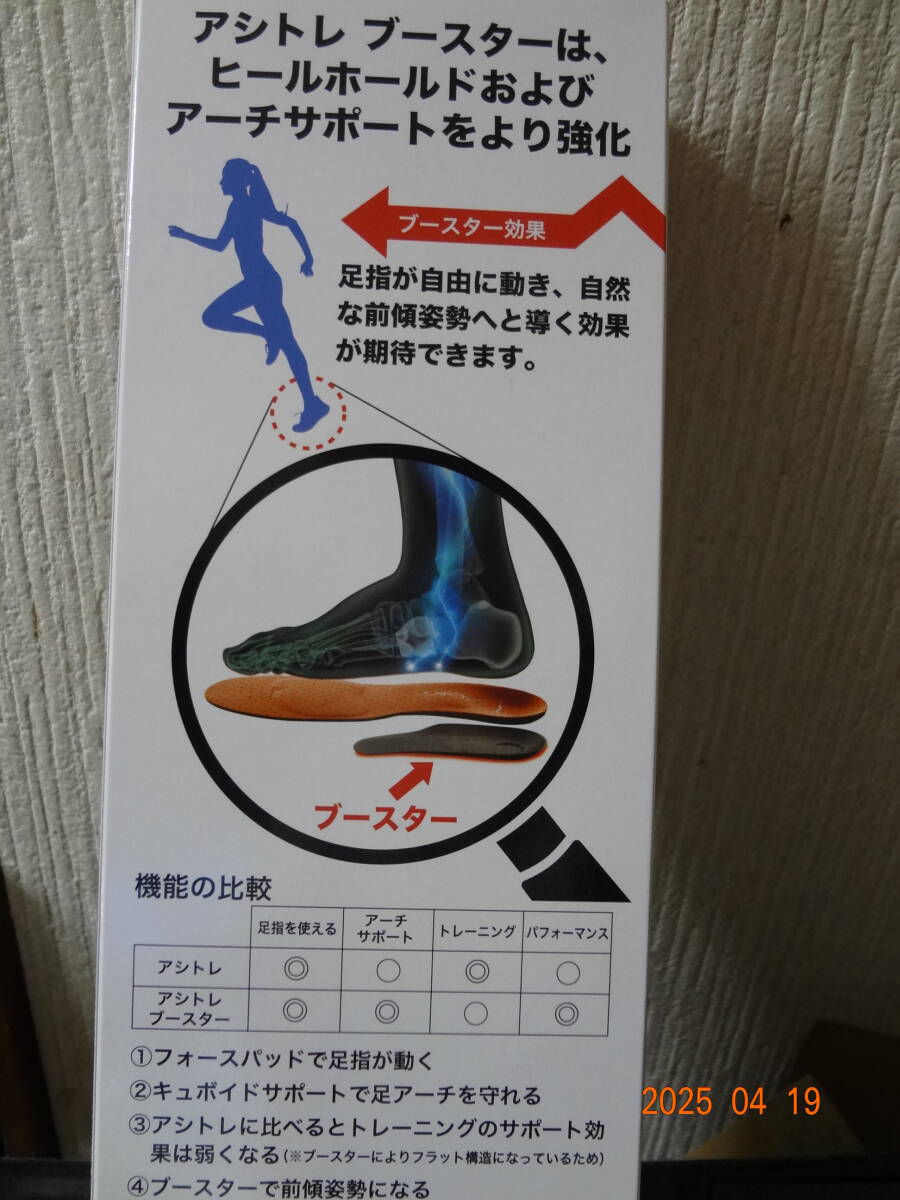 アシトレ ブースターは、
ヒールホールドおよび
アーチサポートをより強化
ブースター効果
足指が自由に動き、自然
な前傾姿勢へと導く効果
が期待できます。
ブースター
機能の比較
足指を使える アーチサポート トレーニング パフォーマンス
アシトレ ◎ ○ ◎ ○
アシトレブースター ◎ ◎ ○ ◎
①フォースパッドで足指が動く
②キュボイドサポートで足アーチを守れる
③アシトレに比べるとトレーニングのサポート効
果は弱くなる(※ブースターによりフラット構造になっているため)
④ブースターで前傾姿勢になる
2025 04 19